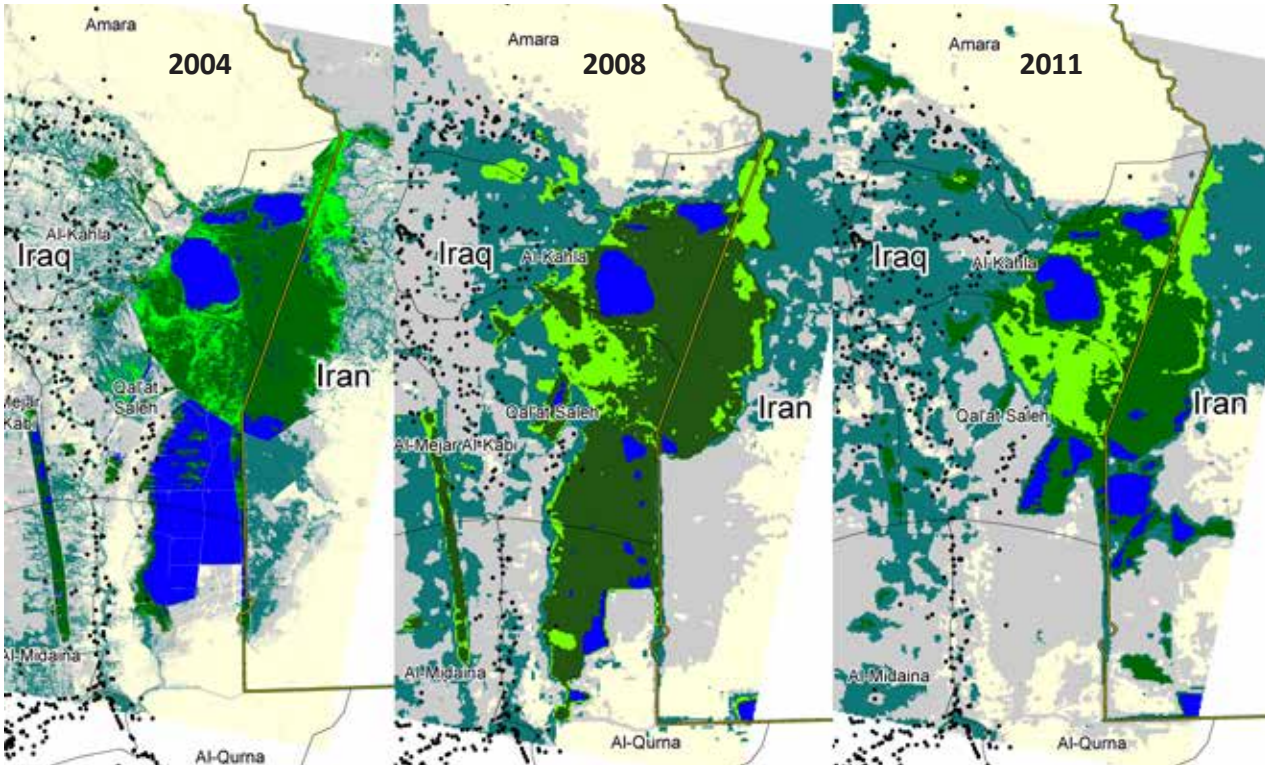 Amara
2004
Al-Kahla
Iraq
Iran
Qal'at
Saleh
Mejar
Kabi
Al-Midaina
Al-Qurna
Amara
2008
Iraq
Al-Kahla
Iran
Qal'at Saleh
Al-Mejar Al-Kabi
Al-Midaina
Al-Qurna
Amara
2011
Iraq
Al-Kahla
Iran
Qal'at Saleh
Al-Midaina
Al-Qurna